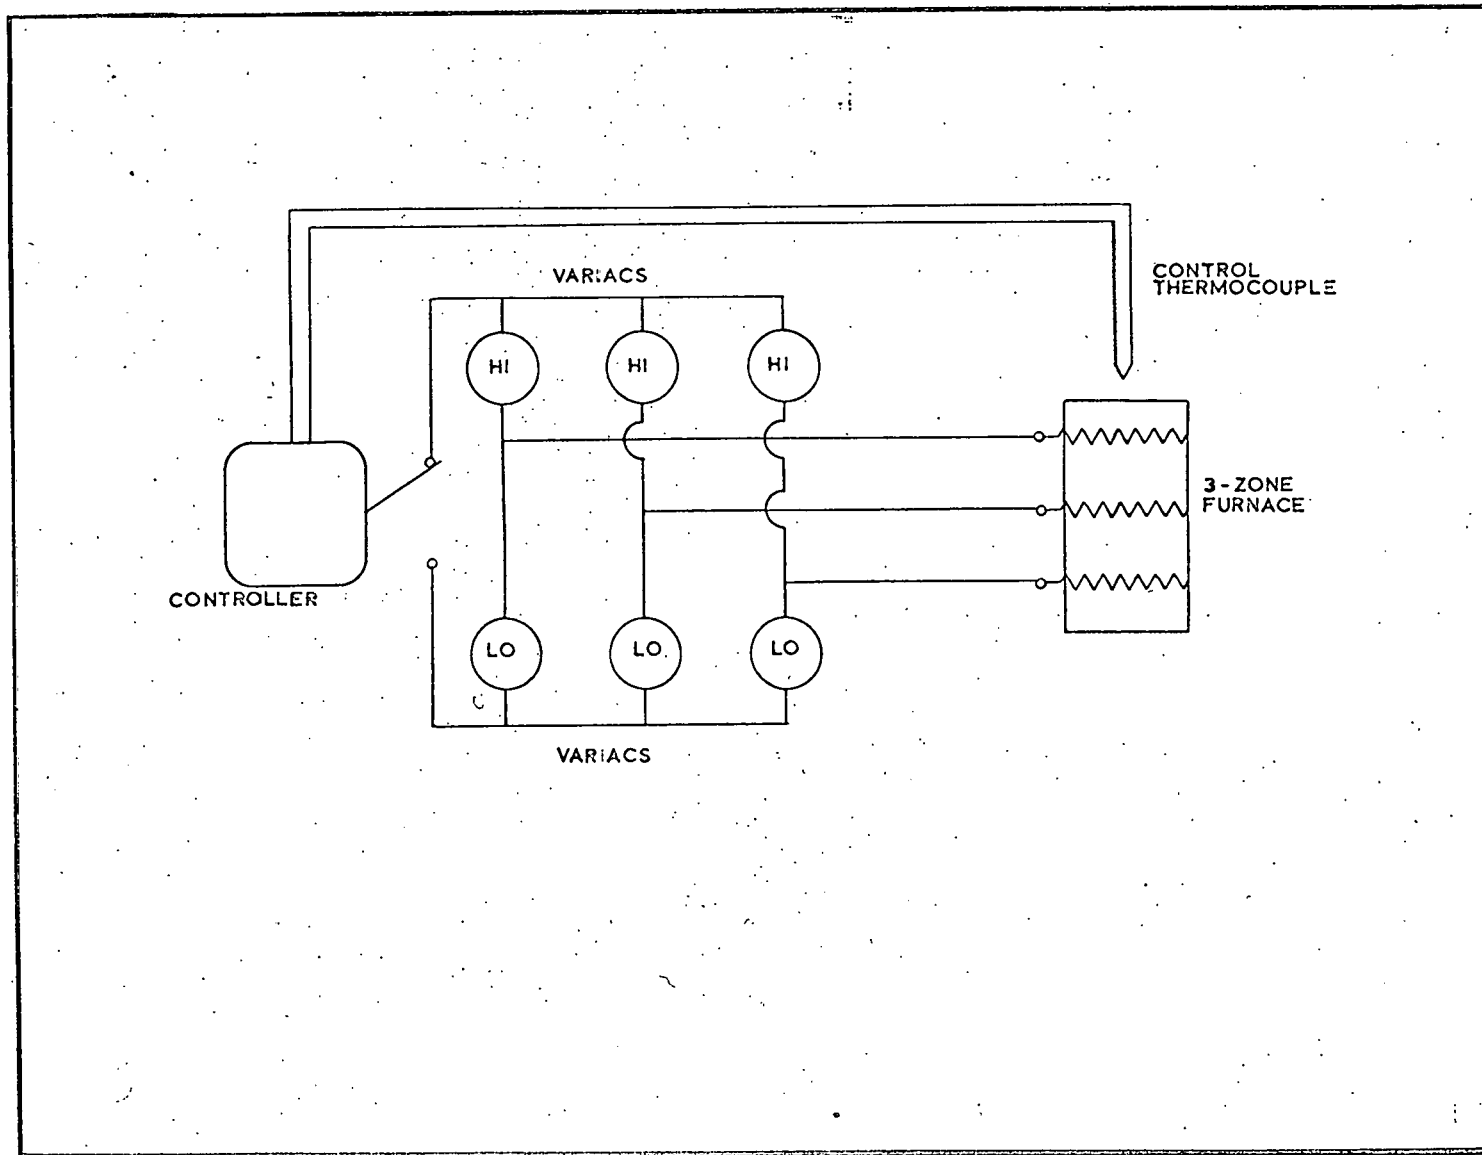 VARIACS
CONTROL
THERMOCOUPLE
HI
HI
HI
3-ZONE
FURNACE
CONTROLLER
LO
LO
LO
VARIACS